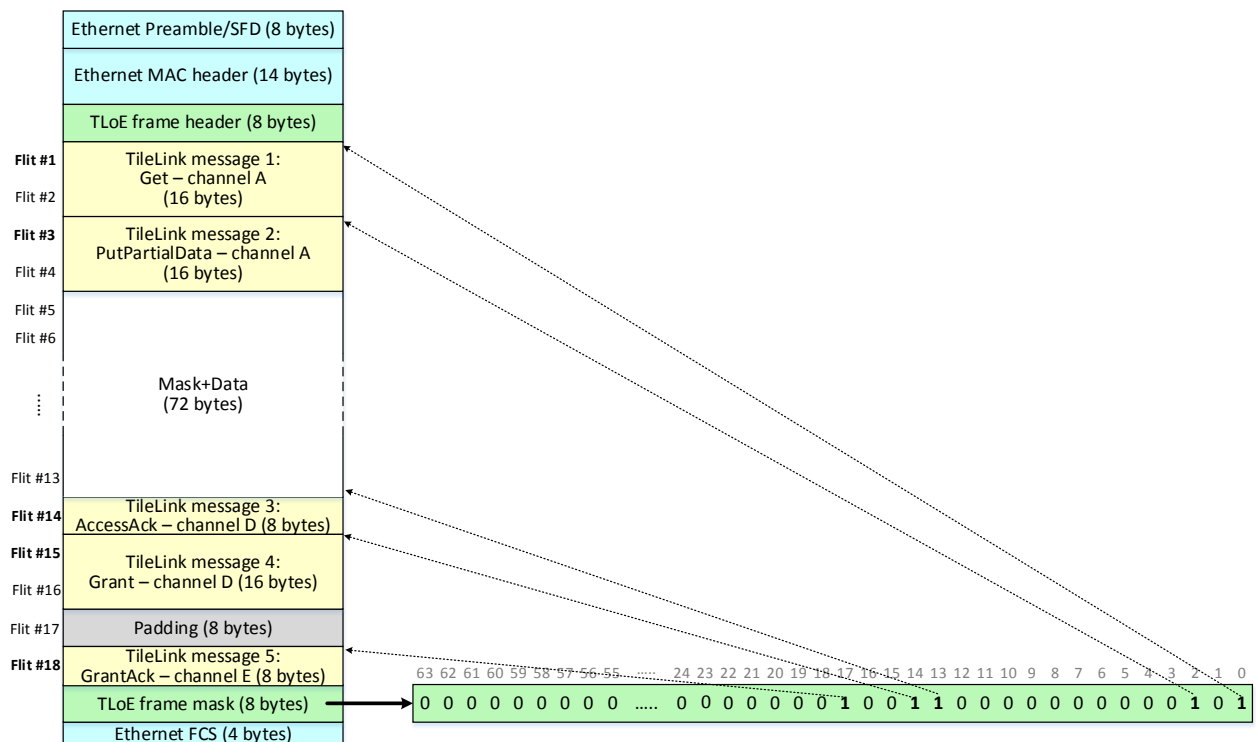 Ethernet Preamble/SFD (8 bytes)
Ethernet MAC header (14 bytes)
TLoE frame header (8 bytes)
Flit #1
TileLink message 1:
Get – channel A
Flit #2
(16 bytes)
Flit #3
TileLink message 2:
PutPartialData – channel A
Flit #4
(16 bytes)
Flit #5
Flit #6
Mask+Data
(72 bytes)
.....
Flit #13
TileLink message 3:
Flit #14
AccessAck – channel D (8 bytes)
Flit #15
TileLink message 4:
Grant – channel D (16 bytes)
Flit #16
Flit #17
Padding (8 bytes)
Flit #18
TileLink message 5:
GrantAck – channel E (8 bytes)
63 62 61 60 59 58 57 56 55 ..... 24 23 22 21 20 19 18 17 16 15 14 13 12 11 10 9 8 7 6 5 4 3 2 1 0
TLoE frame mask (8 bytes)
0 0 0 0 0 0 0 0 0 ..... 0 0 0 0 0 0 0 1 0 0 1 1 0 0 0 0 0 0 0 0 0 0 1 0 1
Ethernet FCS (4 bytes)